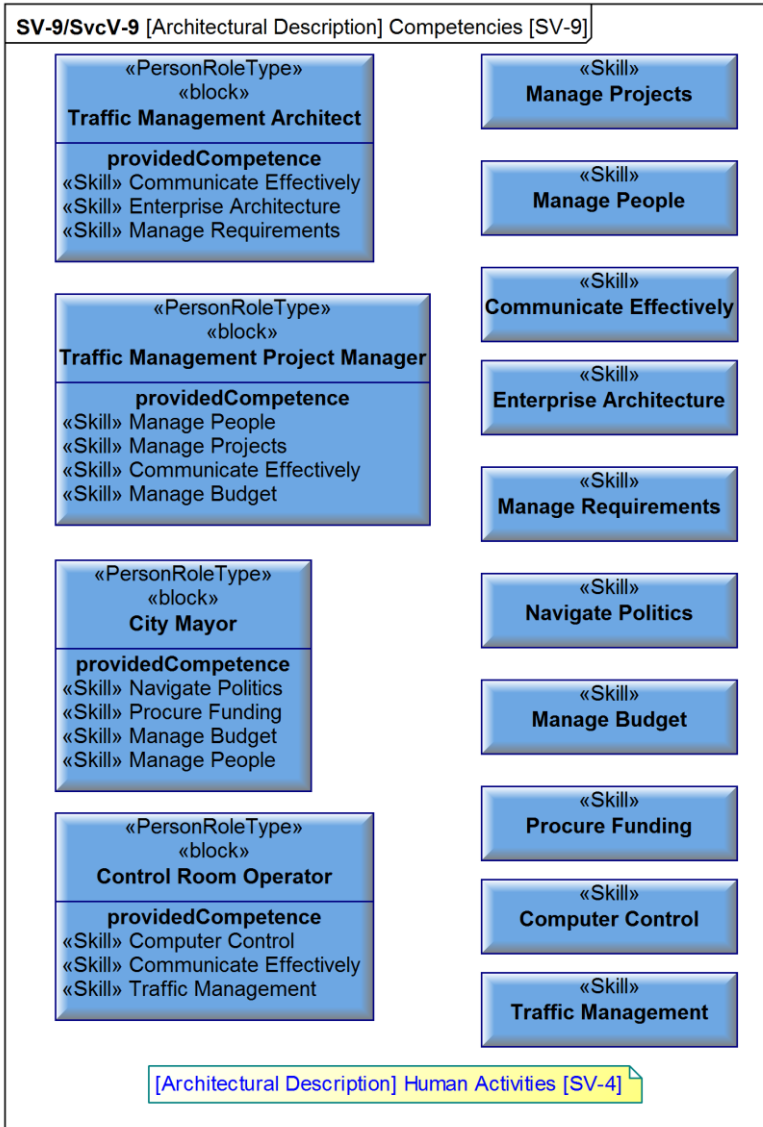 SV-9/SvcV-9 [Architectural Description] Competencies [SV-9]
«PersonRoleType»
«block»
Traffic Management Architect
providedCompetence
«Skill» Communicate Effectively
«Skill» Enterprise Architecture
«Skill» Manage Requirements
«PersonRoleType»
«block»
Traffic Management Project Manager
providedCompetence
«Skill» Manage People
«Skill» Manage Projects
«Skill» Communicate Effectively
«Skill» Manage Budget
«PersonRoleType»
«block»
City Mayor
providedCompetence
«Skill» Navigate Politics
«Skill» Procure Funding
«Skill» Manage Budget
«Skill» Manage People
«PersonRoleType»
«block»
Control Room Operator
providedCompetence
«Skill» Computer Control
«Skill» Communicate Effectively
«Skill» Traffic Management
«Skill»
Manage Projects
«Skill»
Manage People
«Skill»
Communicate Effectively
«Skill»
Enterprise Architecture
«Skill»
Manage Requirements
«Skill»
Navigate Politics
«Skill»
Manage Budget
«Skill»
Procure Funding
«Skill»
Computer Control
«Skill»
Traffic Management
[Architectural Description] Human Activities [SV-4]